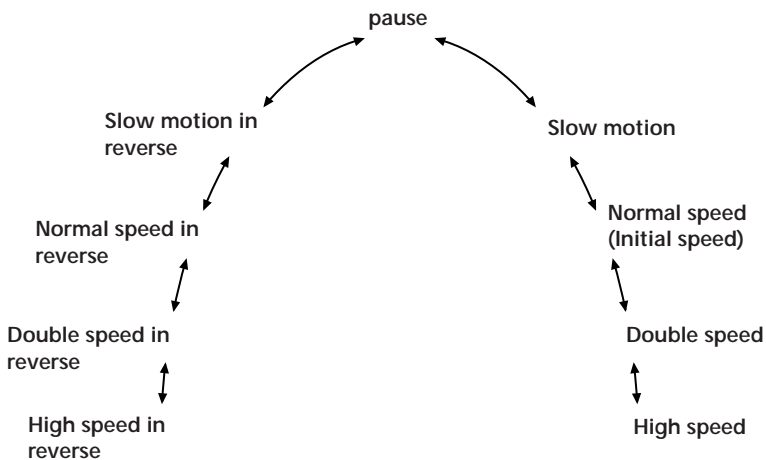 pause
Slow motion in
reverse
Slow motion
Normal speed in
reverse
Normal speed
(Initial speed)
Double speed in
reverse
Double speed
High speed in
reverse
High speed